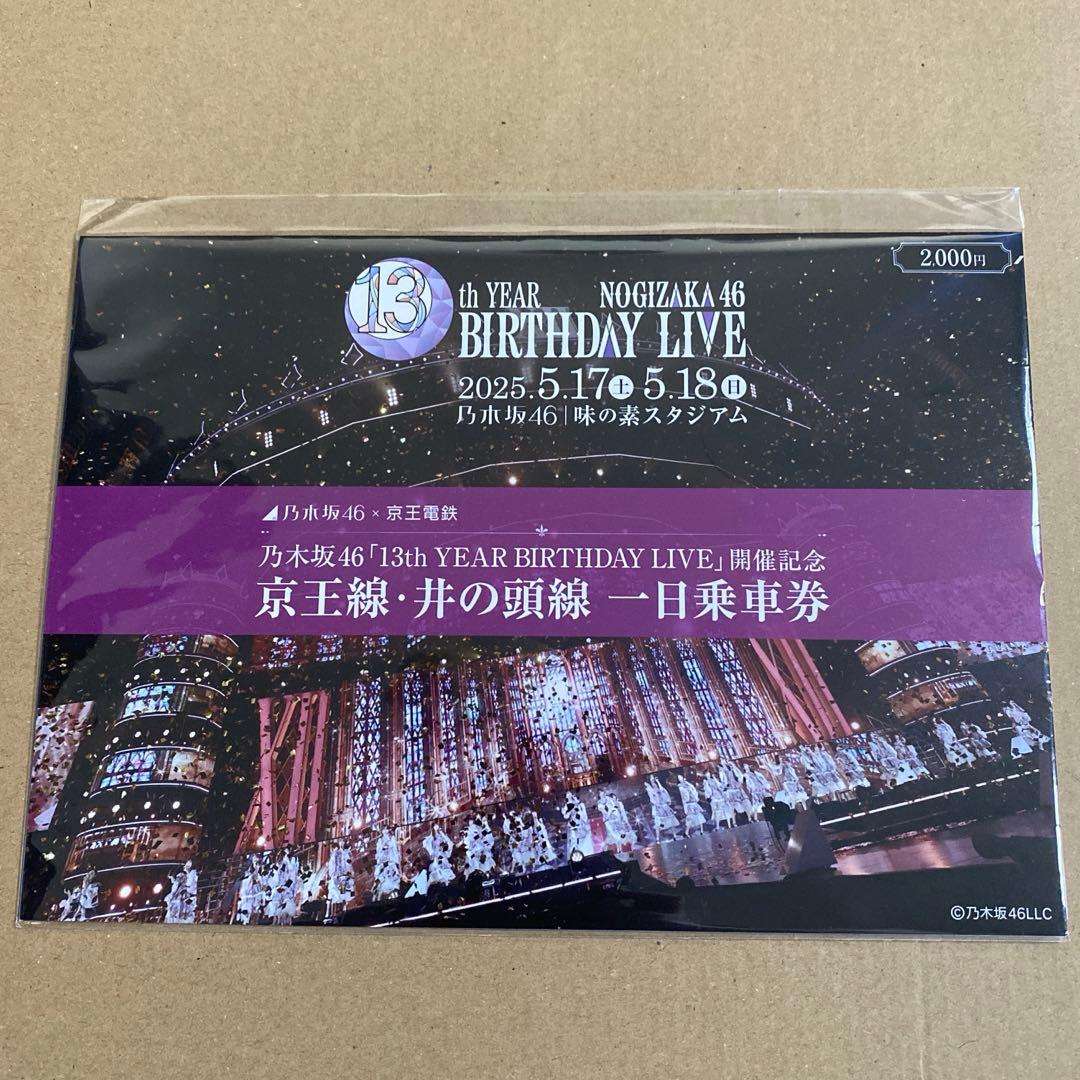 2,000円
13th YEAR NOGIZAKA 46
BIRTHDAY LIVE
2025.5.17土 5.18日
乃木坂46|味の素スタジアム
乃木坂46×京王電鉄
乃木坂46「13th YEAR BIRTHDAY LIVE」開催記念
京王線・井の頭線 一日乗車券
©乃木坂46LLC